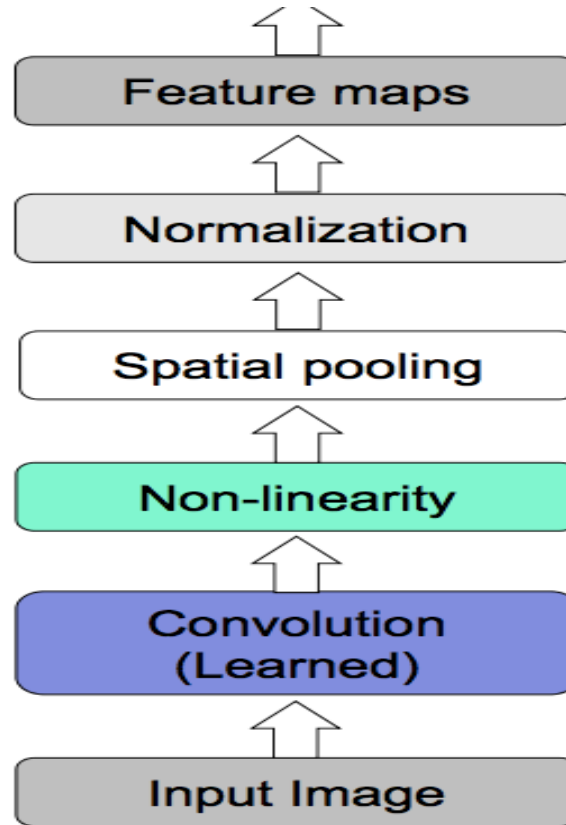 Feature maps
Normalization
Spatial pooling
Non-linearity
Convolution
(Learned)
Input Image